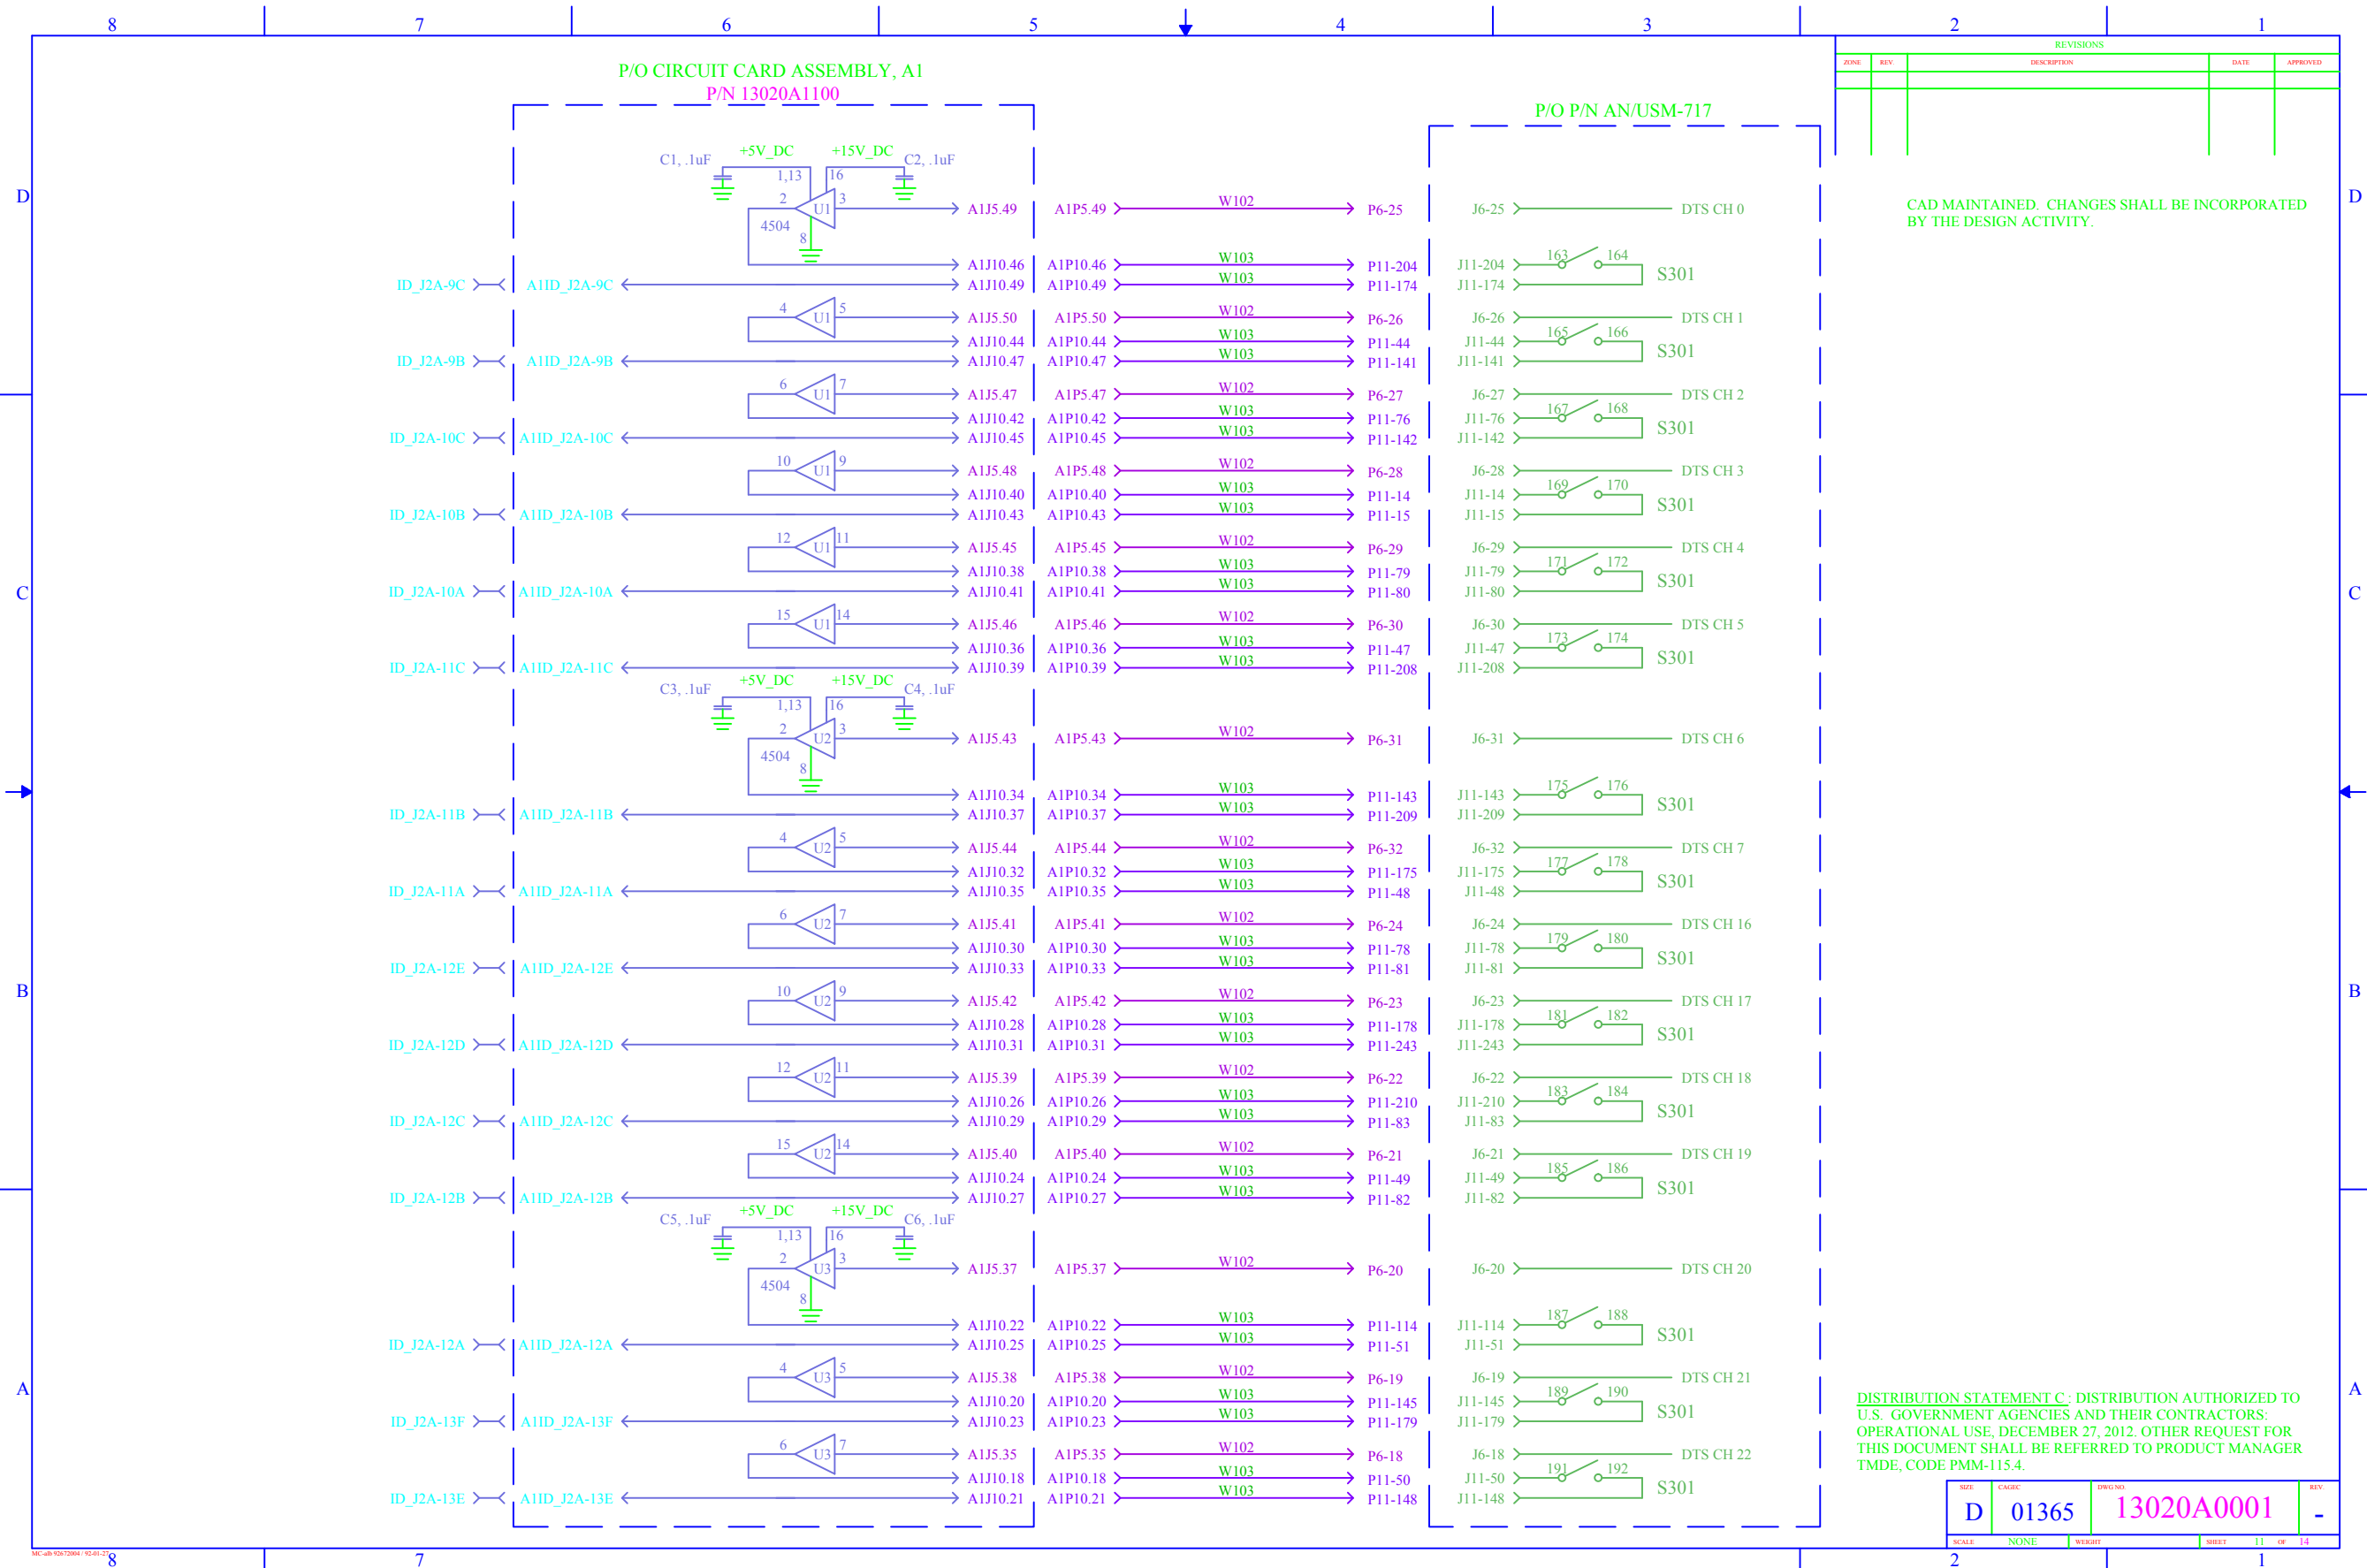 8 7 6 5 4 3 2 1
REVISIONS
ZONE REV. DESCRIPTION DATE APPROVED
P/O CIRCUIT CARD ASSEMBLY, A1
P/N 13020A1100
P/O P/N AN/USM-717
CAD MAINTAINED. CHANGES SHALL BE INCORPORATED
BY THE DESIGN ACTIVITY.
D D
C1, .1uF +5V_DC +15V_DC C2, .1uF
1,13 16
2 U1 3 A1J5.49 A1P5.49 W102 P6-25 J6-25 DTS CH 0
4504 8
A1J10.46 A1P10.46 W103 P11-204 J11-204 163 164 S301
ID_J2A-9C A1ID_J2A-9C A1J10.49 A1P10.49 W103 P11-174 J11-174
4 U1 5 A1J5.50 A1P5.50 W102 P6-26 J6-26 DTS CH 1
A1J10.44 A1P10.44 W103 P11-44 J11-44 165 166 S301
ID_J2A-9B A1ID_J2A-9B A1J10.47 A1P10.47 W103 P11-141 J11-141
6 U1 7 A1J5.47 A1P5.47 W102 P6-27 J6-27 DTS CH 2
A1J10.42 A1P10.42 W103 P11-76 J11-76 167 168 S301
ID_J2A-10C A1ID_J2A-10C A1J10.45 A1P10.45 W103 P11-142 J11-142
10 U1 9 A1J5.48 A1P5.48 W102 P6-28 J6-28 DTS CH 3
A1J10.40 A1P10.40 W103 P11-14 J11-14 169 170 S301
ID_J2A-10B A1ID_J2A-10B A1J10.43 A1P10.43 W103 P11-15 J11-15
12 U1 11 A1J5.45 A1P5.45 W102 P6-29 J6-29 DTS CH 4
A1J10.38 A1P10.38 W103 P11-79 J11-79 171 172 S301
C ID_J2A-10A A1ID_J2A-10A A1J10.41 A1P10.41 W103 P11-80 J11-80 C
15 U1 14 A1J5.46 A1P5.46 W102 P6-30 J6-30 DTS CH 5
A1J10.36 A1P10.36 W103 P11-47 J11-47 173 174 S301
ID_J2A-11C A1ID_J2A-11C A1J10.39 A1P10.39 W103 P11-208 J11-208
C3, .1uF +5V_DC +15V_DC C4, .1uF
1,13 16
2 U2 3 A1J5.43 A1P5.43 W102 P6-31 J6-31 DTS CH 6
4504 8
A1J10.34 A1P10.34 W103 P11-143 J11-143 175 176 S301
ID_J2A-11B A1ID_J2A-11B A1J10.37 A1P10.37 W103 P11-209 J11-209
4 U2 5 A1J5.44 A1P5.44 W102 P6-32 J6-32 DTS CH 7
A1J10.32 A1P10.32 W103 P11-175 J11-175 177 178 S301
ID_J2A-11A A1ID_J2A-11A A1J10.35 A1P10.35 W103 P11-48 J11-48
6 U2 7 A1J5.41 A1P5.41 W102 P6-24 J6-24 DTS CH 16
A1J10.30 A1P10.30 W103 P11-78 J11-78 179 180 S301
ID_J2A-12E A1ID_J2A-12E A1J10.33 A1P10.33 W103 P11-81 J11-81
B B
10 U2 9 A1J5.42 A1P5.42 W102 P6-23 J6-23 DTS CH 17
A1J10.28 A1P10.28 W103 P11-178 J11-178 181 182 S301
ID_J2A-12D A1ID_J2A-12D A1J10.31 A1P10.31 W103 P11-243 J11-243
12 U2 11 A1J5.39 A1P5.39 W102 P6-22 J6-22 DTS CH 18
A1J10.26 A1P10.26 W103 P11-210 J11-210 183 184 S301
ID_J2A-12C A1ID_J2A-12C A1J10.29 A1P10.29 W103 P11-83 J11-83
15 U2 14 A1J5.40 A1P5.40 W102 P6-21 J6-21 DTS CH 19
A1J10.24 A1P10.24 W103 P11-49 J11-49 185 186 S301
ID_J2A-12B A1ID_J2A-12B A1J10.27 A1P10.27 W103 P11-82 J11-82
C5, .1uF +5V_DC +15V_DC C6, .1uF
1,13 16
2 U3 3 A1J5.37 A1P5.37 W102 P6-20 J6-20 DTS CH 20
4504 8
A1J10.22 A1P10.22 W103 P11-114 J11-114 187 188 S301
ID_J2A-12A A1ID_J2A-12A A1J10.25 A1P10.25 W103 P11-51 J11-51
4 U3 5 A1J5.38 A1P5.38 W102 P6-19 J6-19 DTS CH 21
A A
A1J10.20 A1P10.20 W103 P11-145 J11-145 189 190 S301
ID_J2A-13F A1ID_J2A-13F A1J10.23 A1P10.23 W103 P11-179 J11-179
6 U3 7 A1J5.35 A1P5.35 W102 P6-18 J6-18 DTS CH 22
A1J10.18 A1P10.18 W103 P11-50 J11-50 191 192 S301
ID_J2A-13E A1ID_J2A-13E A1J10.21 A1P10.21 W103 P11-148 J11-148
DISTRIBUTION STATEMENT C : DISTRIBUTION AUTHORIZED TO
U.S. GOVERNMENT AGENCIES AND THEIR CONTRACTORS:
OPERATIONAL USE, DECEMBER 27, 2012. OTHER REQUEST FOR
THIS DOCUMENT SHALL BE REFERRED TO PRODUCT MANAGER
TMDE, CODE PMM-115.4.
SIZE CAGEC DWG NO. REV.
D 01365 13020A0001 -
SCALE NONE WEIGHT SHEET 11 OF 14
MC-alb 92672004 / 92-01-27
8 7 2 1